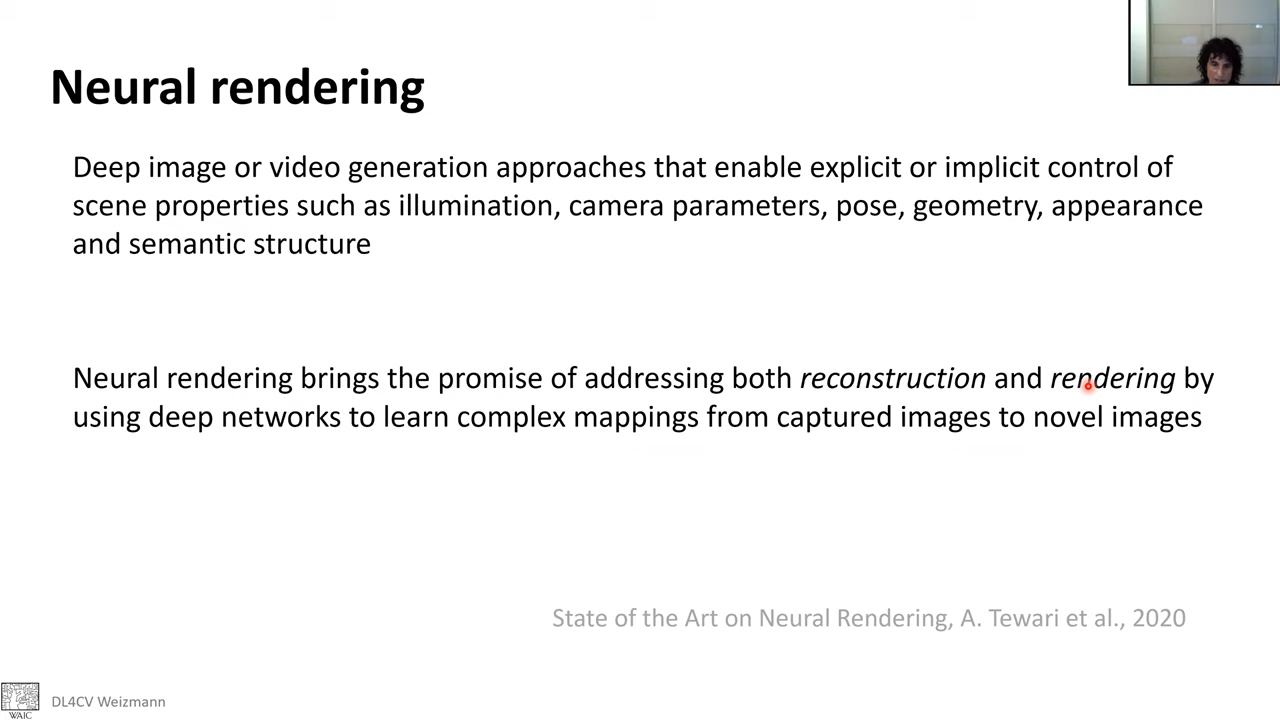 Neural rendering
Deep image or video generation approaches that enable explicit or implicit control of
scene properties such as illumination, camera parameters, pose, geometry, appearance
and semantic structure
Neural rendering brings the promise of addressing both reconstruction and rendering by
using deep networks to learn complex mappings from captured images to novel images
State of the Art on Neural Rendering, A. Tewari et al., 2020
WAIC
DL4CV Weizmann